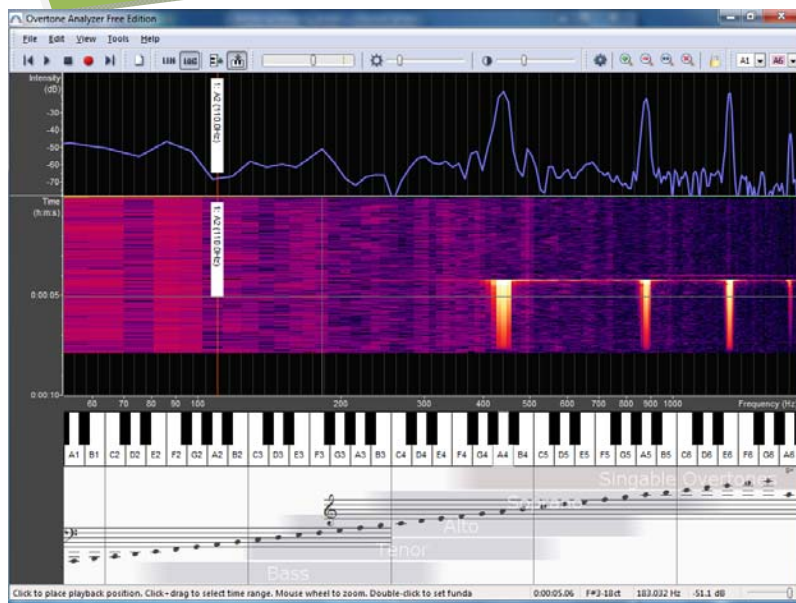 Overtone Analyzer Free Edition
File Edit View Tools Help
LIN LOG A1 A6
Intensity
(dB)
-30
-40
-50
-60
-70
1: A2 (110.0Hz)
Time
(h:m:s)
1: A2 (110.0Hz)
0:00:05
0:00:10
60 70 80 90 100 200 300 400 500 600 700 800 900 1000 Frequency (Hz)
A1 B1 C2 D2 E2 F2 G2 A2 B2 C3 D3 E3 F3 G3 A3 B3 C4 D4 E4 F4 G4 A4 B4 C5 D5 E5 F5 G5 A5 B5 C6 D6 E6 F6 G6 A6
Singable Overtones
Soprano
Alto
Tenor
Bass
Click to place playback position. Click+drag to select time range. Mouse wheel to zoom. Double-click to set funda 0:00:05.06 F#3-18ct 183.032 Hz -51.1 dB